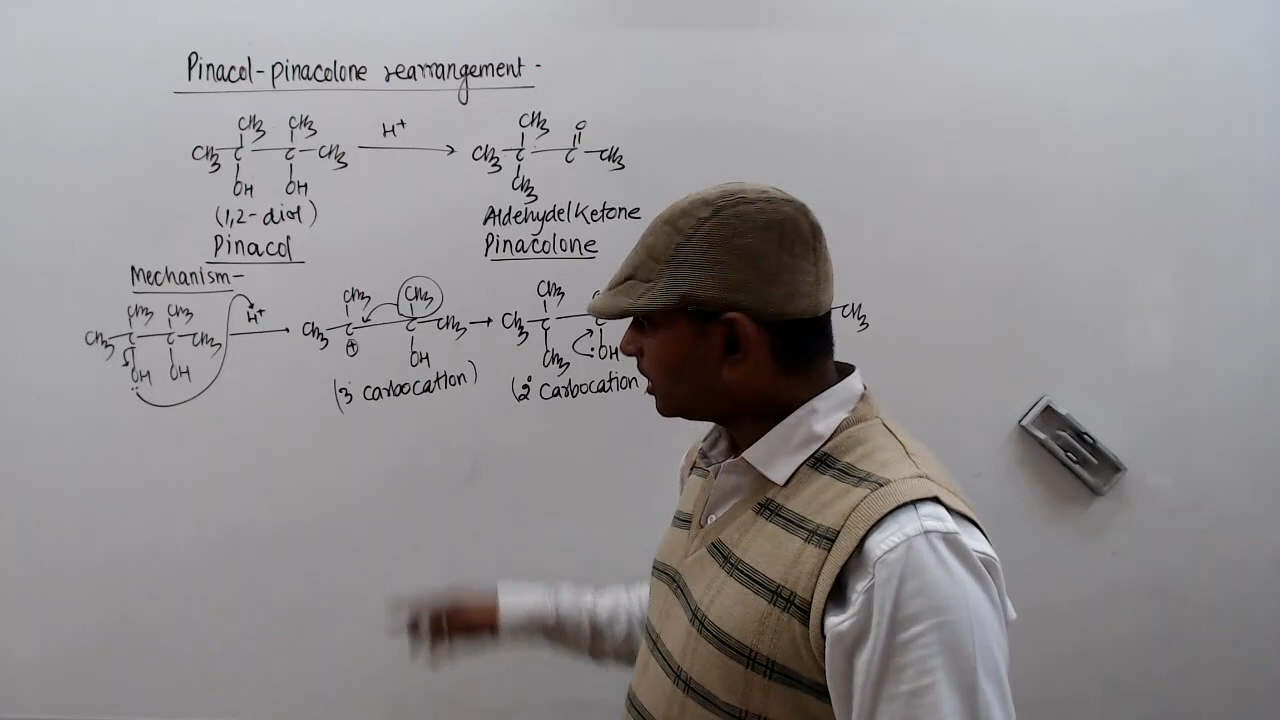 Pinacol-pinacolone rearrangement-
CH3 CH3 CH3 O
CH3-C-C-CH3 H+ → CH3-C-C-CH3
OH OH CH3
(1,2-diol) Aldehyde/Ketone
Pinacol Pinacolone
Mechanism-
CH3 CH3 H+ CH3 CH3 CH3
CH3-C-C-CH3 → CH3-C-C-CH3 → CH3-C-C -CH3
OH OH ⊕ OH CH3 :OH
(3° carbocation) (2° Carbocation